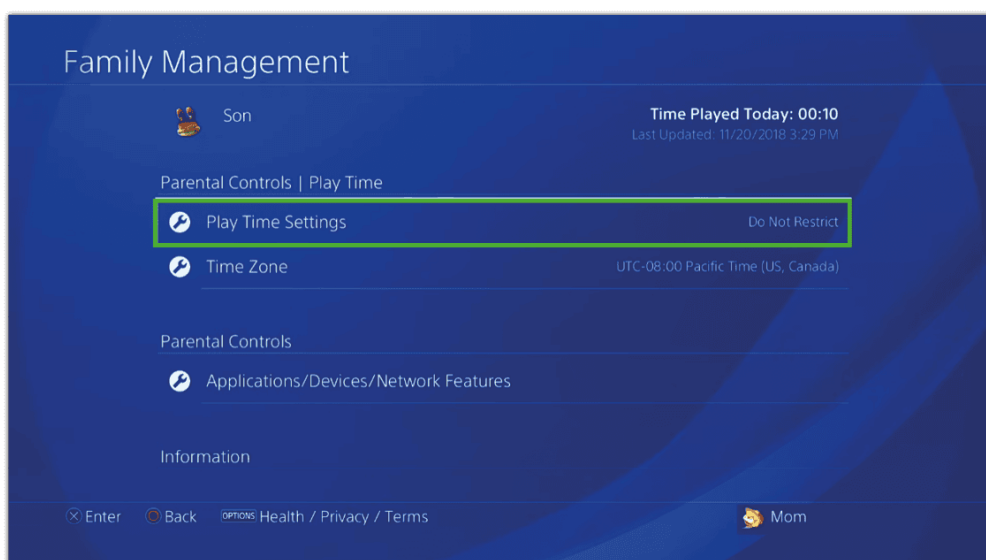 Family Management
Son
Time Played Today: 00:10
Last Updated: 11/20/2018 3:29 PM
Parental Controls | Play Time
Play Time Settings
Do Not Restrict
Time Zone
UTC-08:00 Pacific Time (US, Canada)
Parental Controls
Applications/Devices/Network Features
Information
Enter
Back
OPTIONS Health / Privacy / Terms
Mom